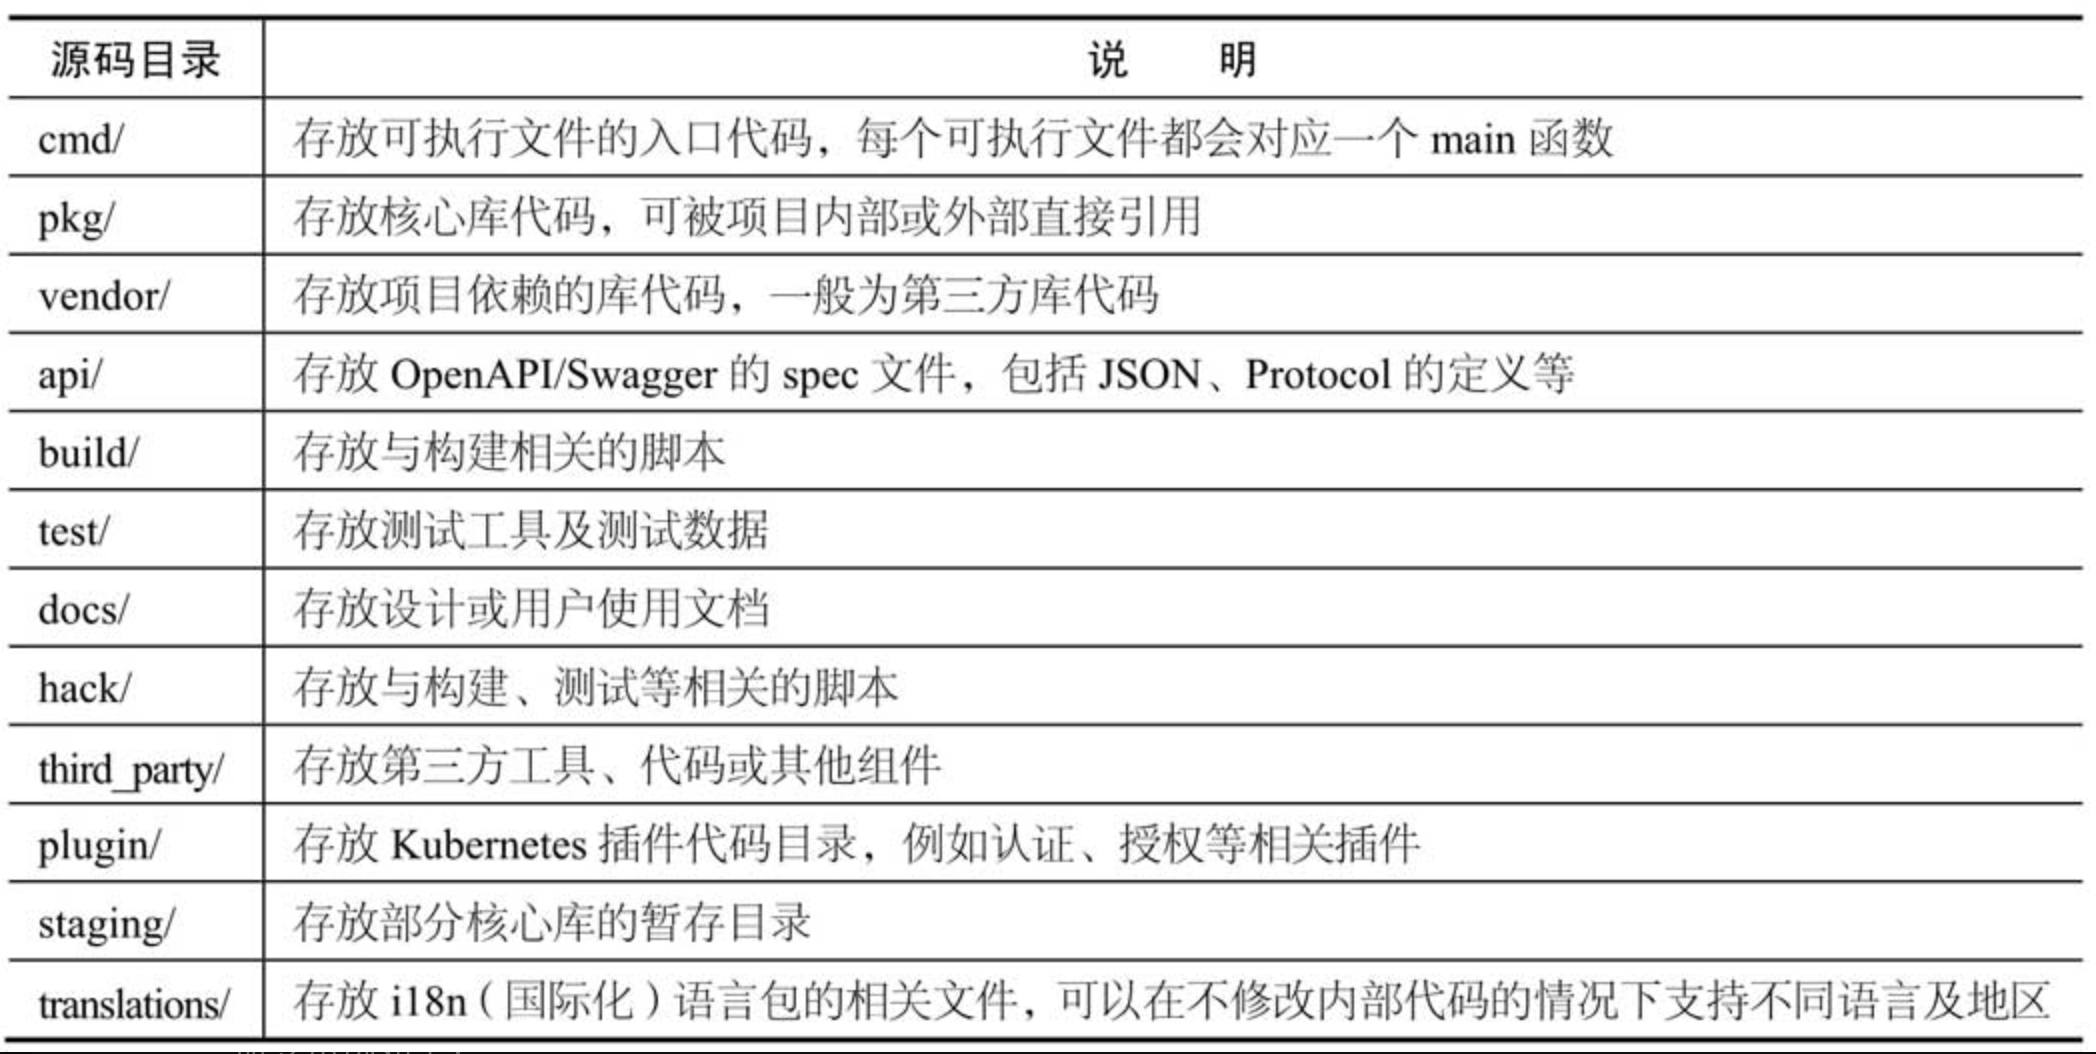 源码目录 说 明
cmd/ 存放可执行文件的入口代码，每个可执行文件都会对应一个 main 函数
pkg/ 存放核心库代码，可被项目内部或外部直接引用
vendor/ 存放项目依赖的库代码，一般为第三方库代码
api/ 存放 OpenAPI/Swagger 的 spec 文件，包括 JSON、Protocol 的定义等
build/ 存放与构建相关的脚本
test/ 存放测试工具及测试数据
docs/ 存放设计或用户使用文档
hack/ 存放与构建、测试等相关的脚本
third_party/ 存放第三方工具、代码或其他组件
plugin/ 存放 Kubernetes 插件代码目录，例如认证、授权等相关插件
staging/ 存放部分核心库的暂存目录
translations/ 存放 i18n（国际化）语言包的相关文件，可以在不修改内部代码的情况下支持不同语言及地区